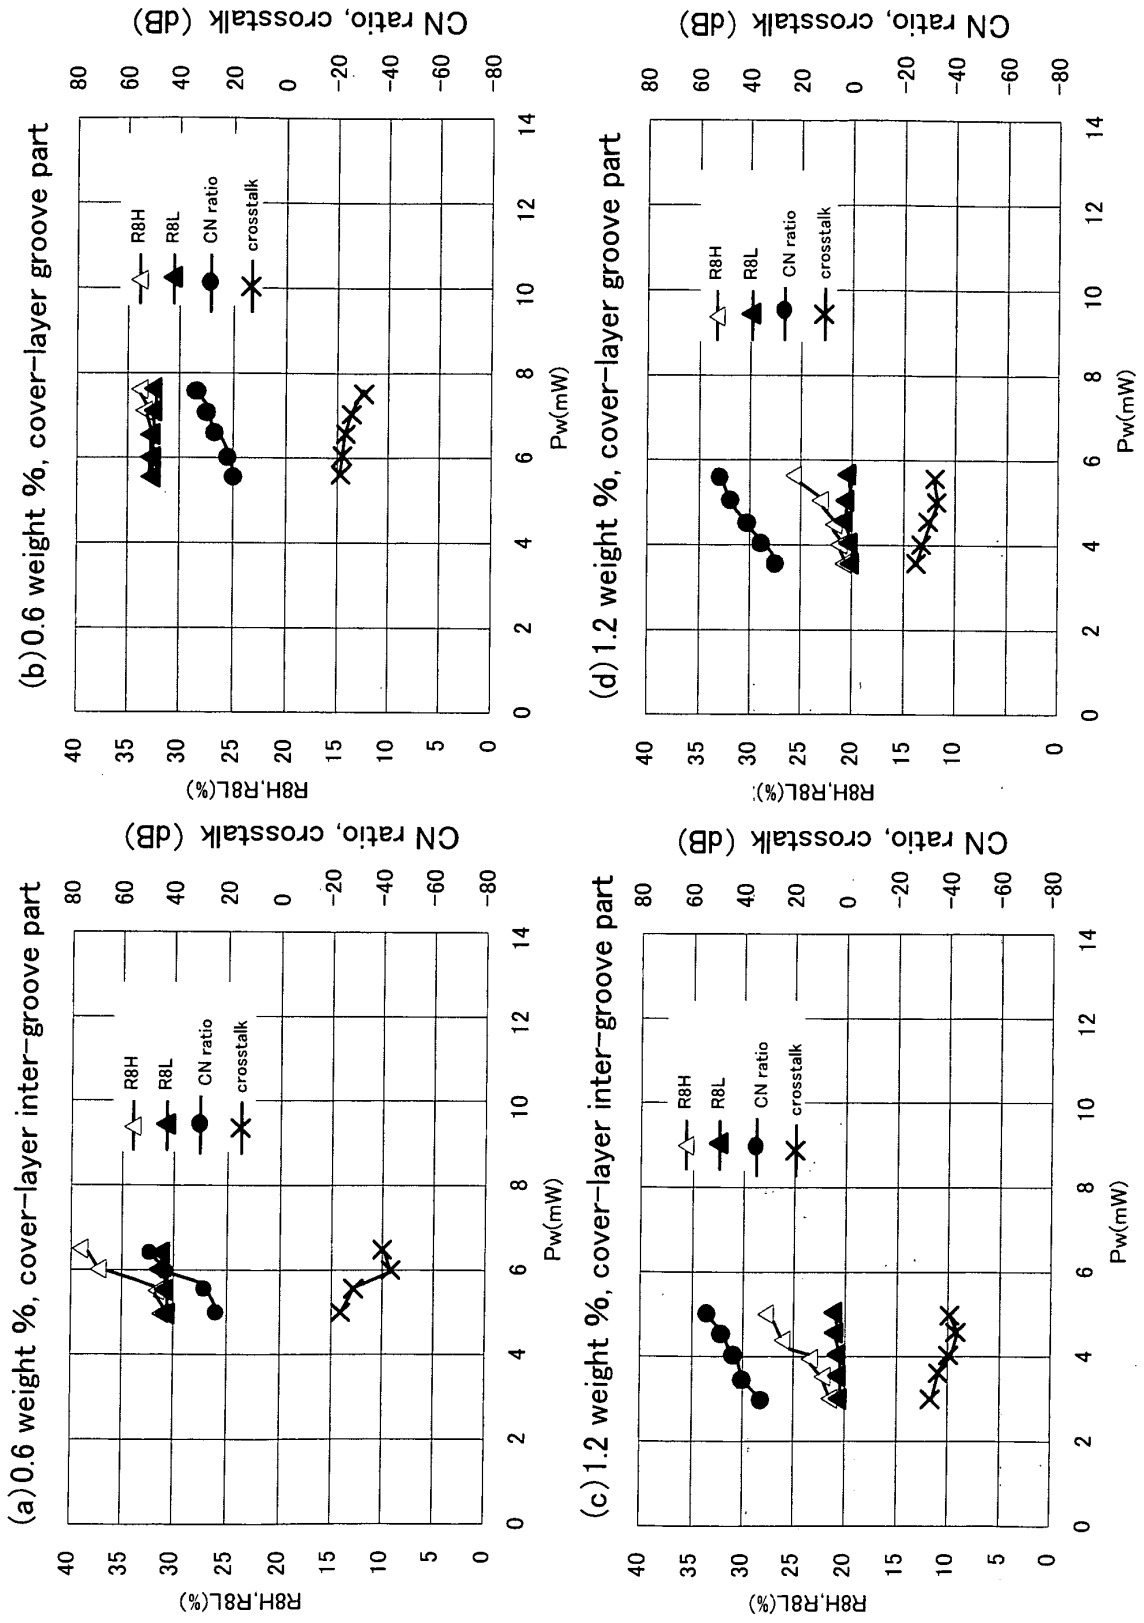 (a) 0.6 weight %, cover-layer inter-groove part
R8H,R8L(%)
40
35
30
25
20
15
10
5
0
CN ratio, crosstalk (dB)
80
60
40
20
0
-20
-40
-60
-80
R8H
R8L
CN ratio
crosstalk
0 2 4 6 8 10 12 14
Pw(mW)
(b) 0.6 weight %, cover-layer groove part
R8H,R8L(%)
40
35
30
25
20
15
10
5
0
CN ratio, crosstalk (dB)
80
60
40
20
0
-20
-40
-60
-80
R8H
R8L
CN ratio
crosstalk
0 2 4 6 8 10 12 14
Pw(mW)
(c) 1.2 weight %, cover-layer inter-groove part
R8H,R8L(%)
40
35
30
25
20
15
10
5
0
CN ratio, crosstalk (dB)
80
60
40
20
0
-20
-40
-60
-80
R8H
R8L
CN ratio
crosstalk
0 2 4 6 8 10 12 14
Pw(mW)
(d) 1.2 weight %, cover-layer groove part
R8H,R8L(%)
40
35
30
25
20
15
10
0
CN ratio, crosstalk (dB)
80
60
40
20
0
-20
-40
-60
-80
R8H
R8L
CN ratio
crosstalk
0 2 4 6 8 10 12 14
Pw(mW)